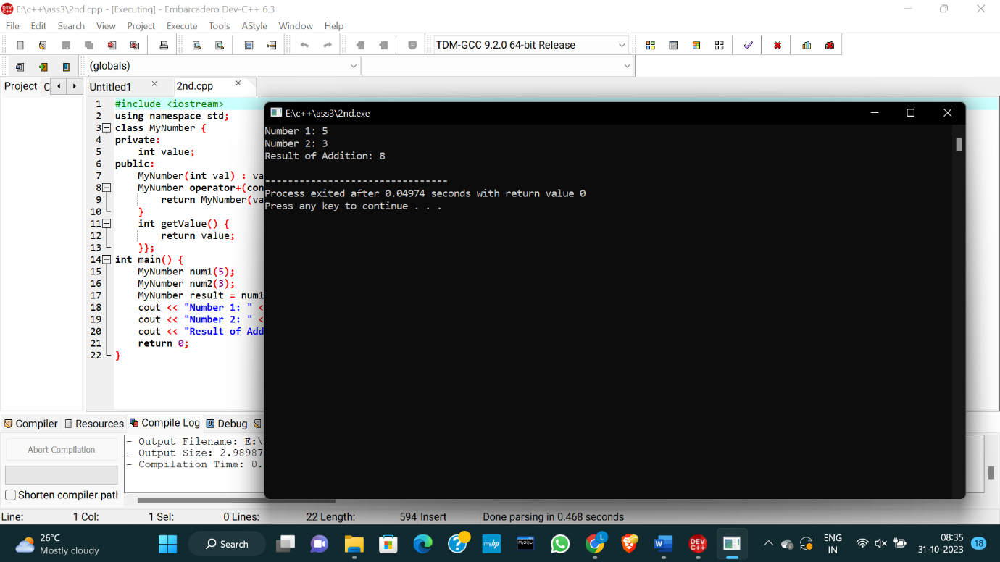 E:\c++\ass3\2nd.cpp - [Executing] - Embarcadero Dev-C++ 6.3
File Edit Search View Project Execute Tools AStyle Window Help
TDM-GCC 9.2.0 64-bit Release
(globals)
Project C Untitled1 2nd.cpp
1 #include <iostream>
2 using namespace std;
3 class MyNumber {
4 private:
5 int value;
6 public:
7 MyNumber(int val) : va
8 MyNumber operator+(con
9 return MyNumber(va
10 }
11 int getValue() {
12 return value;
13 }};
14 int main() {
15 MyNumber num1(5);
16 MyNumber num2(3);
17 MyNumber result = num1
18 cout << "Number 1: " <
19 cout << "Number 2: " <
20 cout << "Result of Add
21 return 0;
22 }
E:\c++\ass3\2nd.exe
Number 1: 5
Number 2: 3
Result of Addition: 8
--------------------------------
Process exited after 0.04974 seconds with return value 0
Press any key to continue . . .
Compiler Resources Compile Log Debug
Abort Compilation
Shorten compiler path
- Output Filename: E:\
- Output Size: 2.98987
- Compilation Time: 0.
Line: 1 Col: 1 Sel: 0 Lines: 22 Length: 594 Insert Done parsing in 0.468 seconds
26°C
Mostly cloudy
Search
myhp
MySQL
L
W
DEV
C++
ENG
IN
08:35
31-10-2023
18